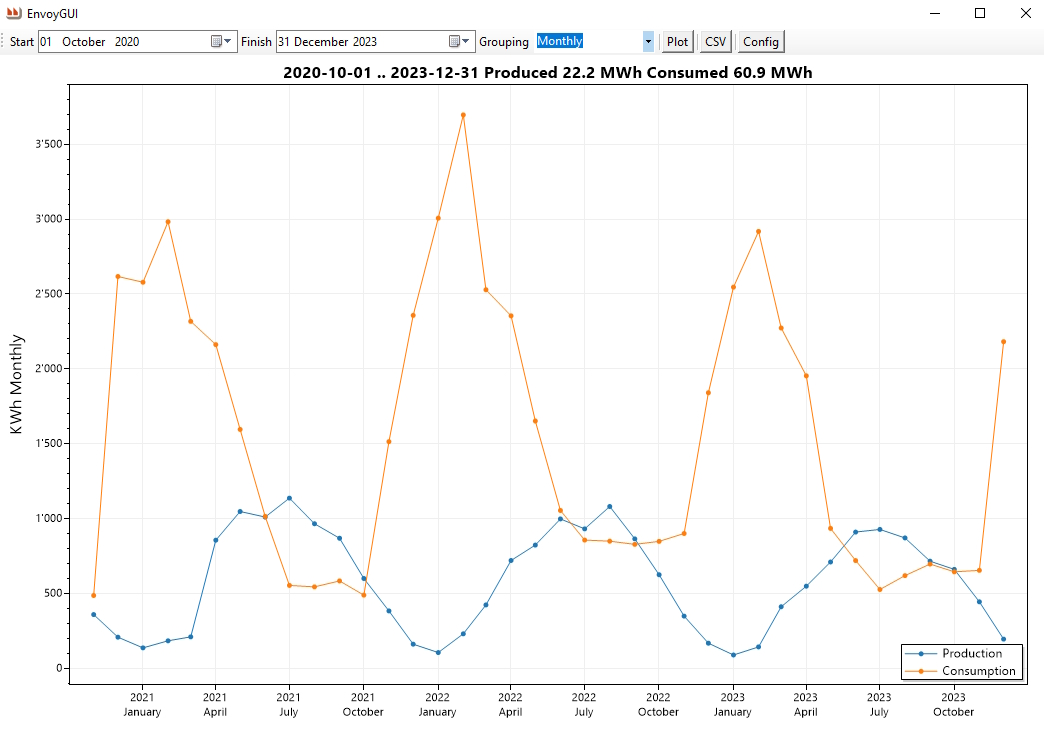 EnvoyGUI
Start 01 October 2020 Finish 31 December 2023 Grouping Monthly Plot CSV Config
2020-10-01 .. 2023-12-31 Produced 22.2 MWh Consumed 60.9 MWh
KWh Monthly
3'500
3'000
2'500
2'000
1'500
1'000
500
0
Production
Consumption
2021 2021 2021 2021 2022 2022 2022 2022 2023 2023 2023 2023
January April July October January April July October January April July October